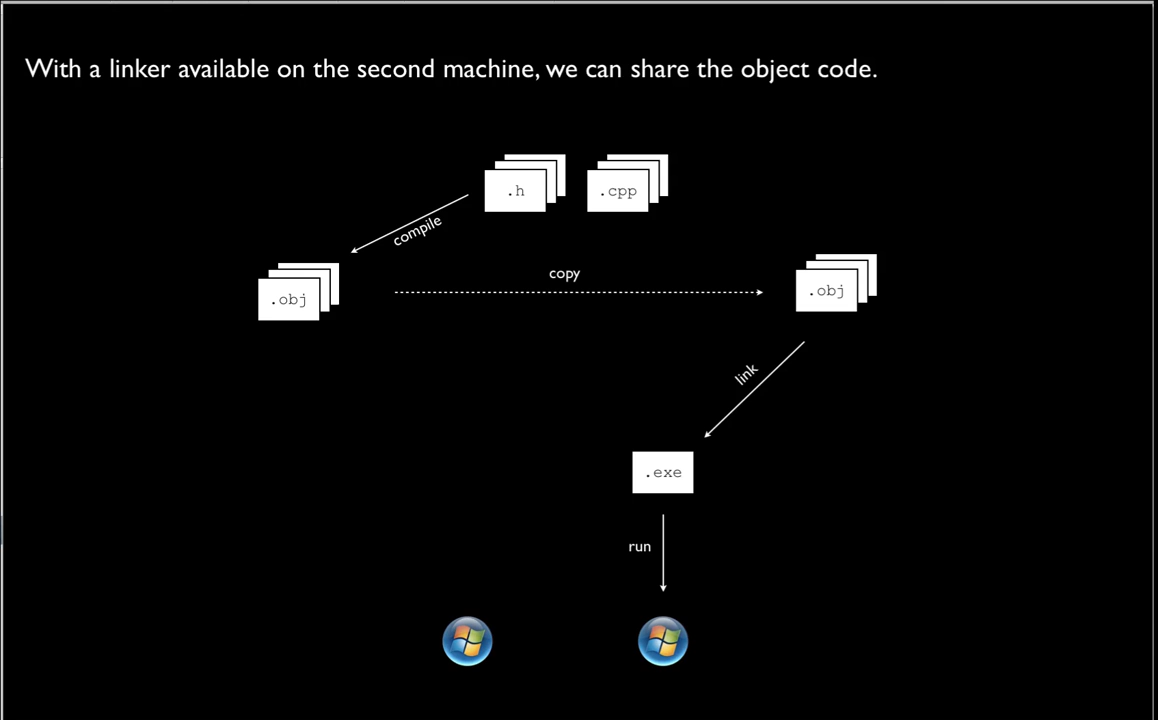 With a linker available on the second machine, we can share the object code.
.h
.cpp
compile
copy
.obj
.obj
link
.exe
run